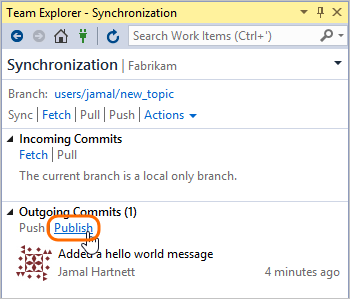 Team Explorer - Synchronization
Search Work Items (Ctrl+')
Synchronization | Fabrikam
Branch: users/jamal/new_topic
Sync | Fetch | Pull | Push | Actions
Incoming Commits
Fetch | Pull
The current branch is a local only branch.
Outgoing Commits (1)
Push Publish
Added a hello world message
Jamal Hartnett 4 minutes ago